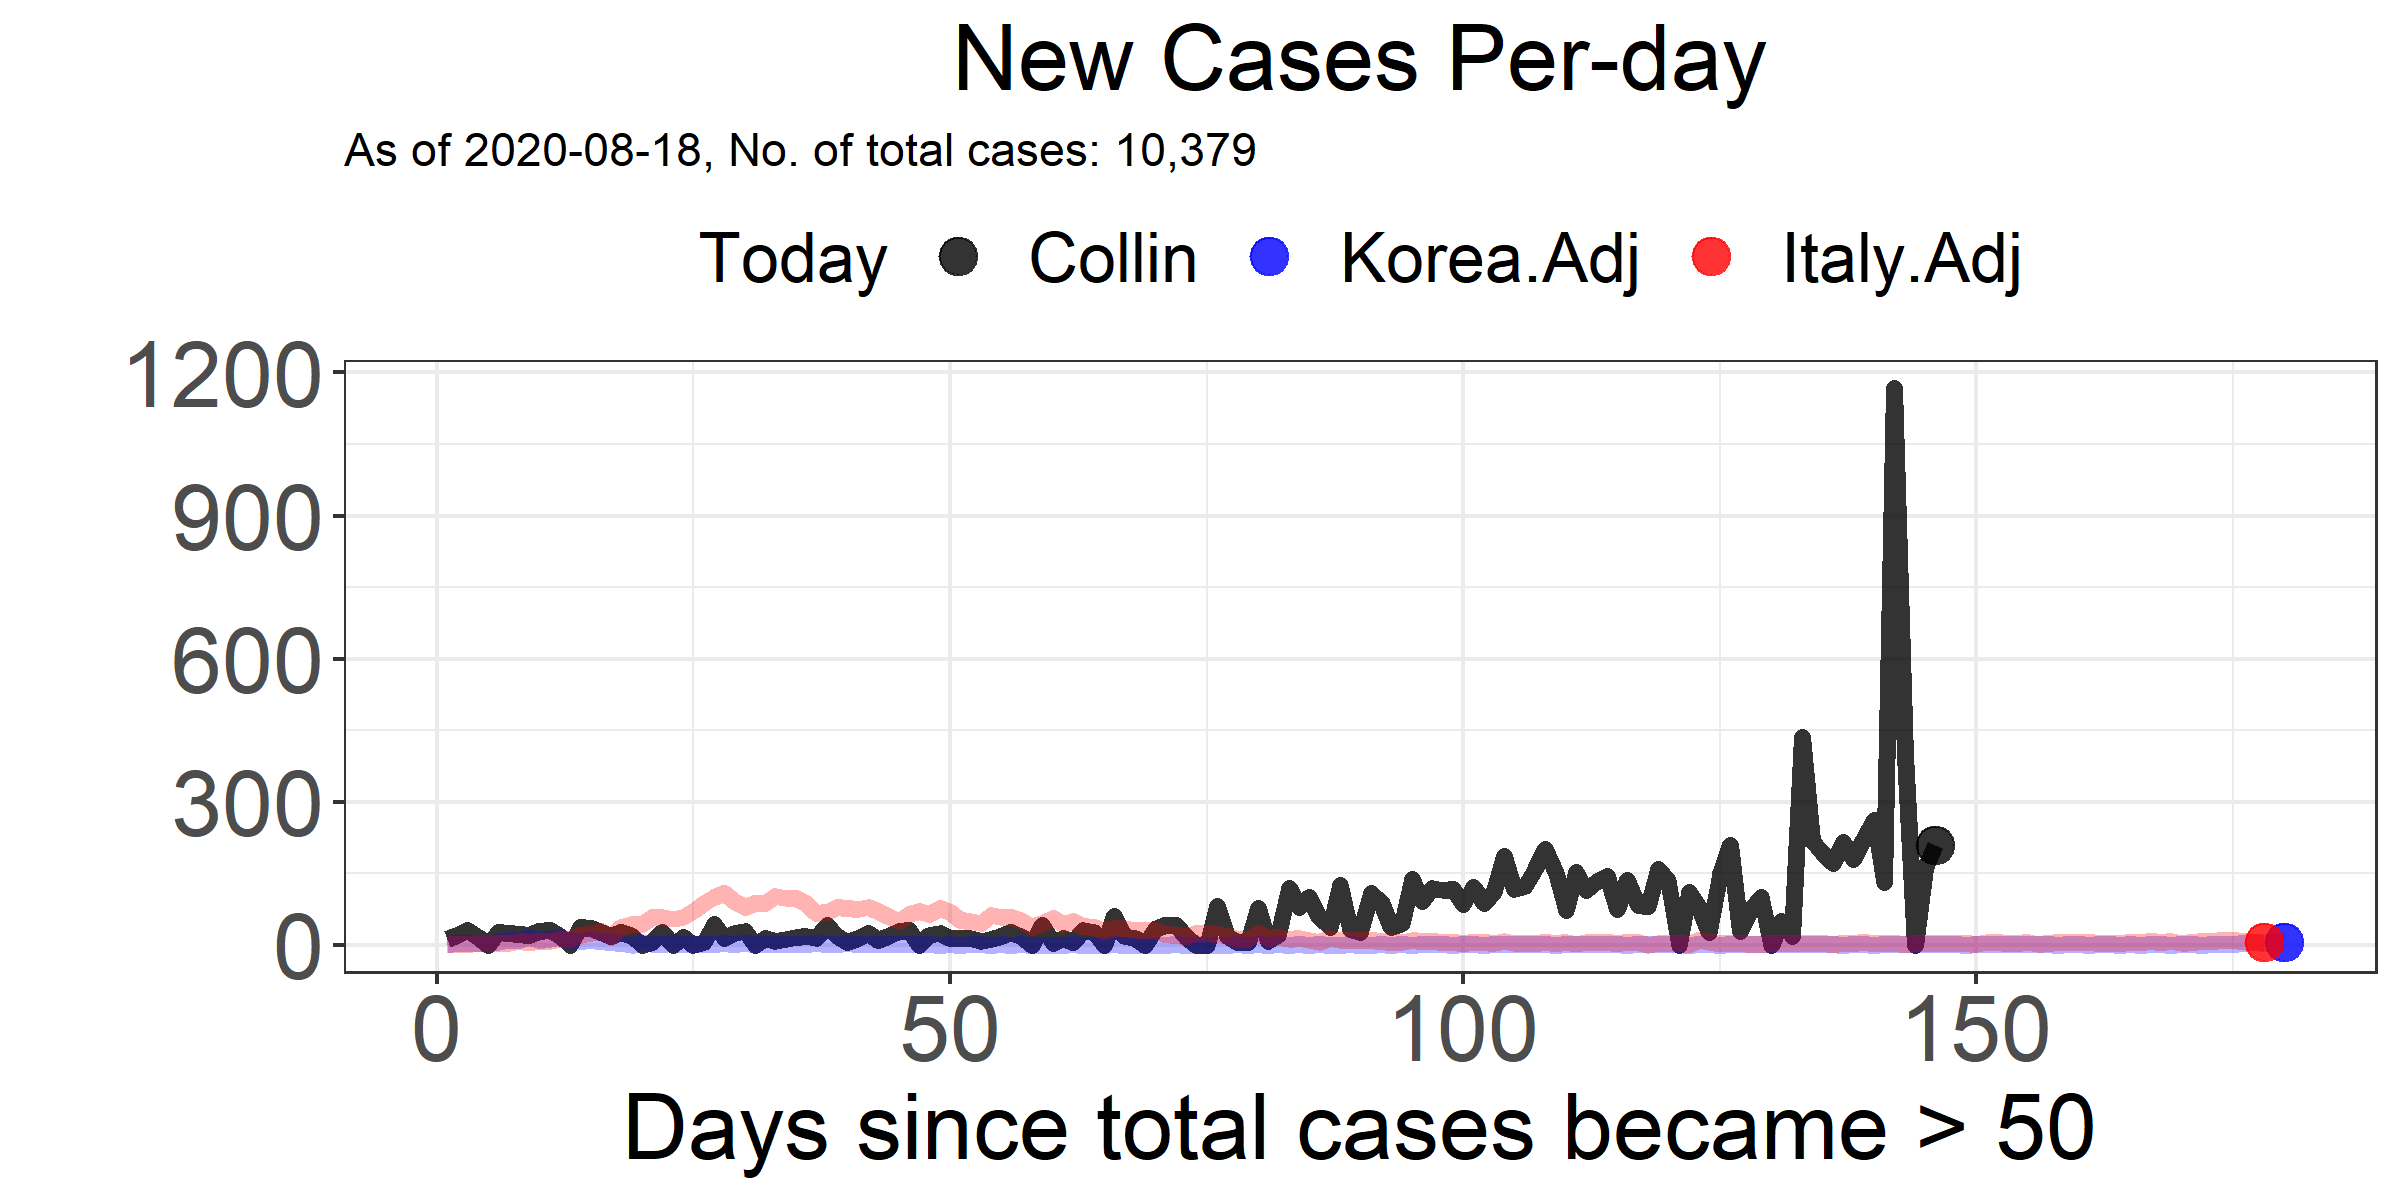 New Cases Per-day
As of 2020-08-18, No. of total cases: 10,379
Today Collin Korea.Adj Italy.Adj
1200
900
600
300
0
0 50 100 150
Days since total cases became > 50